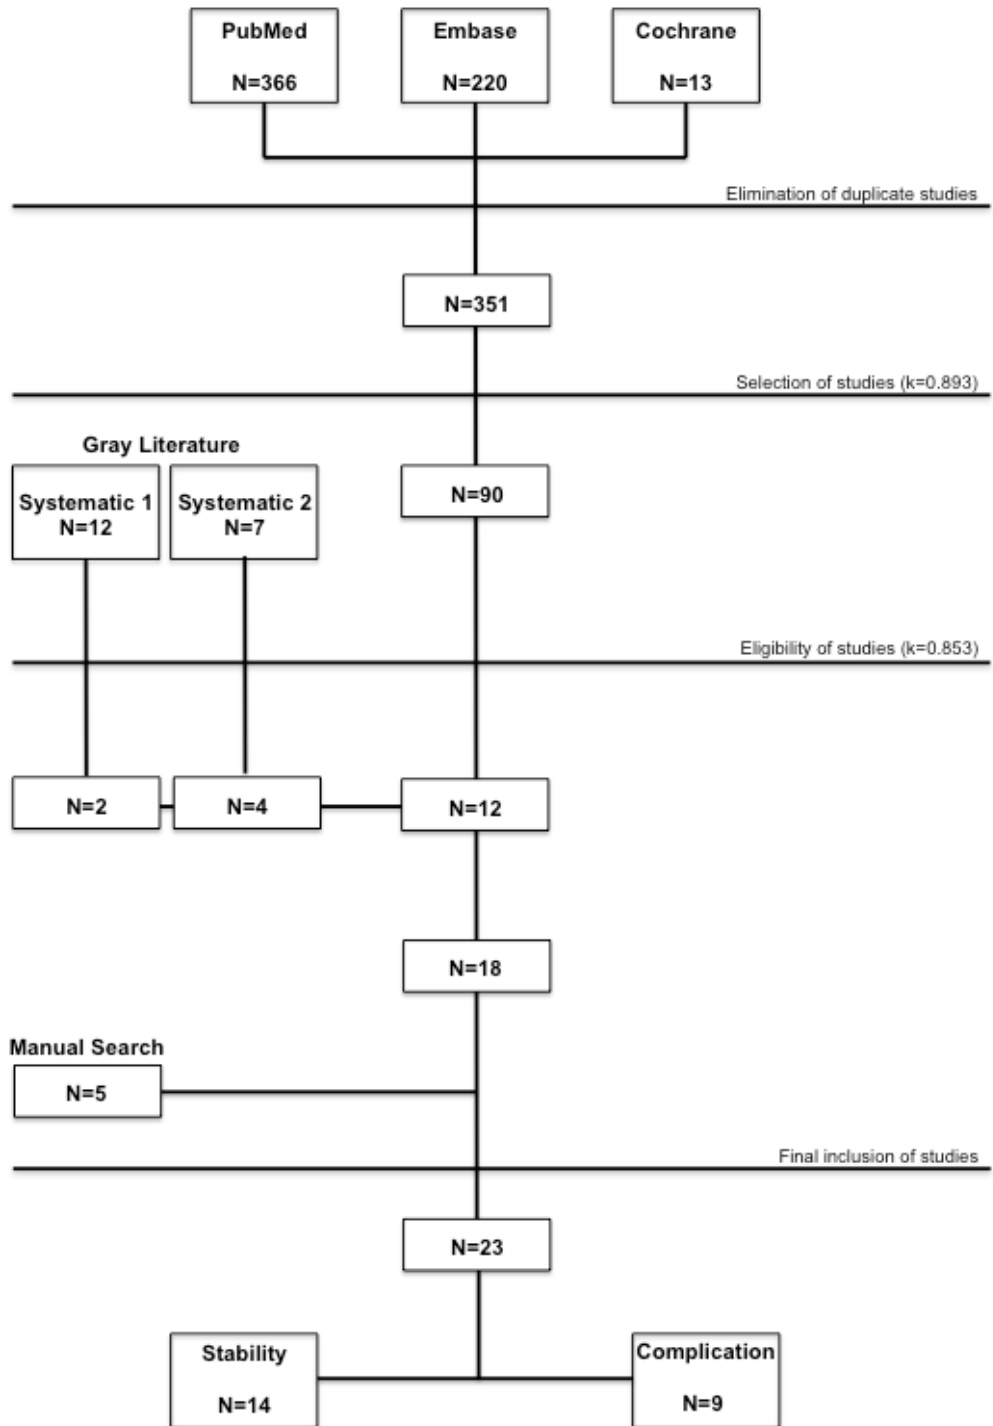 PubMed
N=366
Embase
N=220
Cochrane
N=13
Elimination of duplicate studies
N=351
Selection of studies (k=0.893)
Gray Literature
Systematic 1
N=12
Systematic 2
N=7
N=90
Eligibility of studies (k=0.853)
N=2
N=4
N=12
N=18
Manual Search
N=5
Final inclusion of studies
N=23
Stability
N=14
Complication
N=9